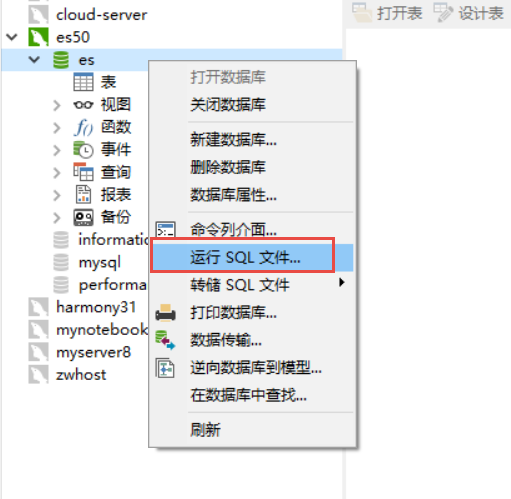 cloud-server
打开表 设计表
es50
es
表
视图
函数
事件
查询
报表
备份
mysql
harmony31
mynotebook
myserver8
zwhost
打开数据库
关闭数据库
新建数据库...
删除数据库
数据库属性...
命令列介面...
运行 SQL 文件...
转储 SQL 文件
打印数据库...
数据传输...
逆向数据库到模型...
在数据库中查找...
刷新